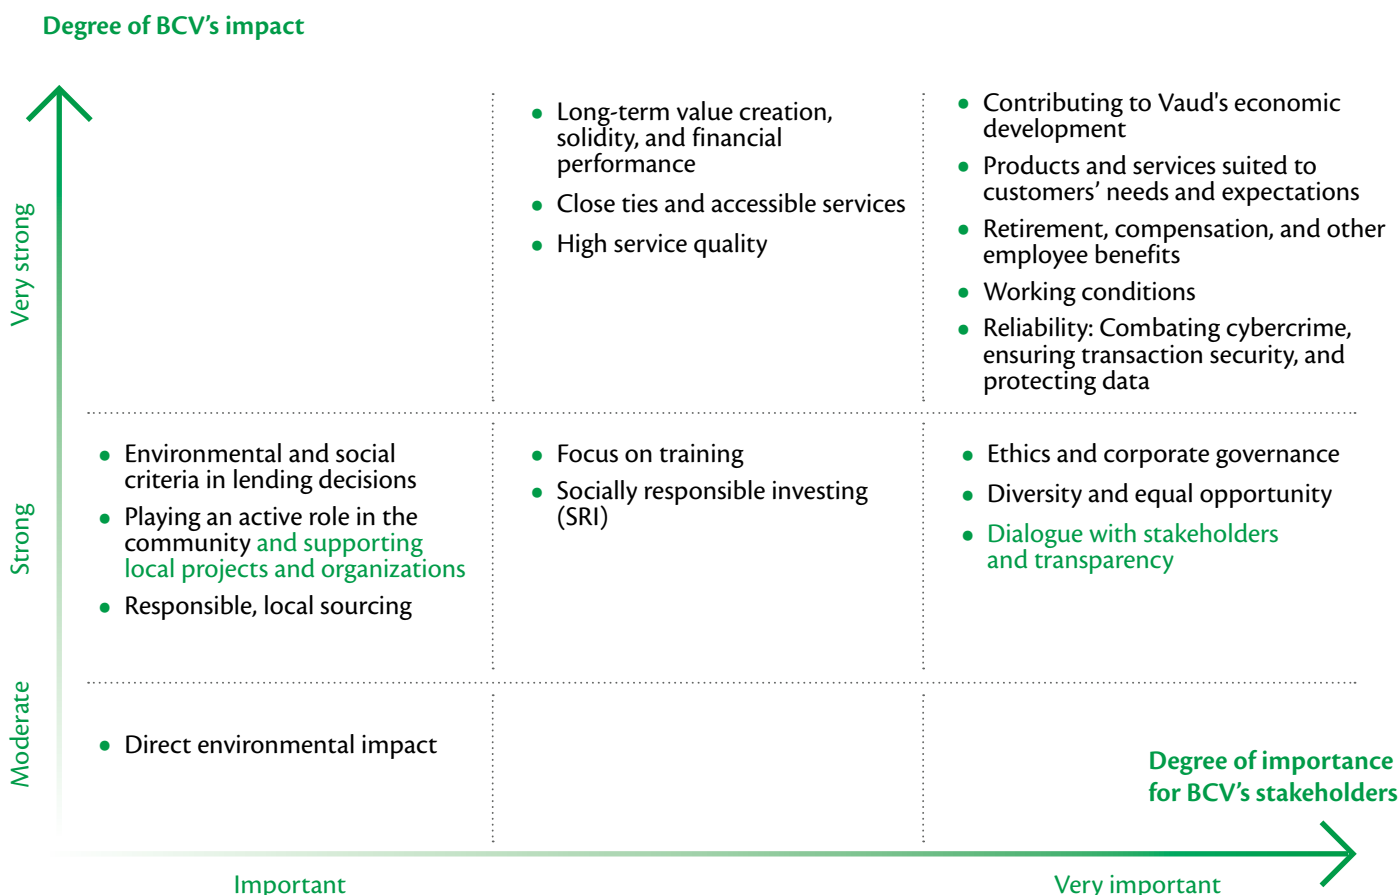 Degree of BCV's impact
Very strong
Long-term value creation,
solidity, and financial
performance
Close ties and accessible services
High service quality
Contributing to Vaud's economic
development
Products and services suited to
customers’ needs and expectations
Retirement, compensation, and other
employee benefits
Working conditions
Reliability: Combating cybercrime,
ensuring transaction security, and
protecting data
Strong
Environmental and social
criteria in lending decisions
Playing an active role in the
community and supporting
local projects and organizations
Responsible, local sourcing
Focus on training
Socially responsible investing
(SRI)
Ethics and corporate governance
Diversity and equal opportunity
Dialogue with stakeholders
and transparency
Moderate
Direct environmental impact
Degree of importance
for BCV’s stakeholders
Important
Very important